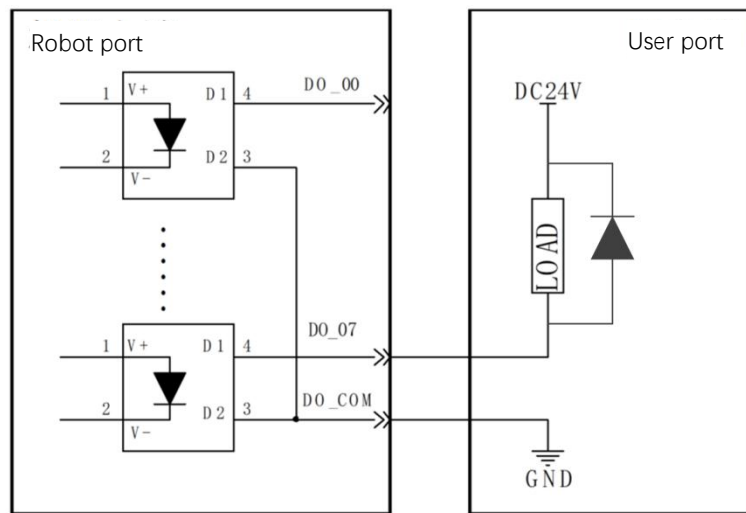 Robot port
User port
1
V+
D1
4
DO_00
2
V-
D2
3
DC24V
LOAD
1
V+
D1
4
DO_07
2
V-
D2
3
DO_COM
GND